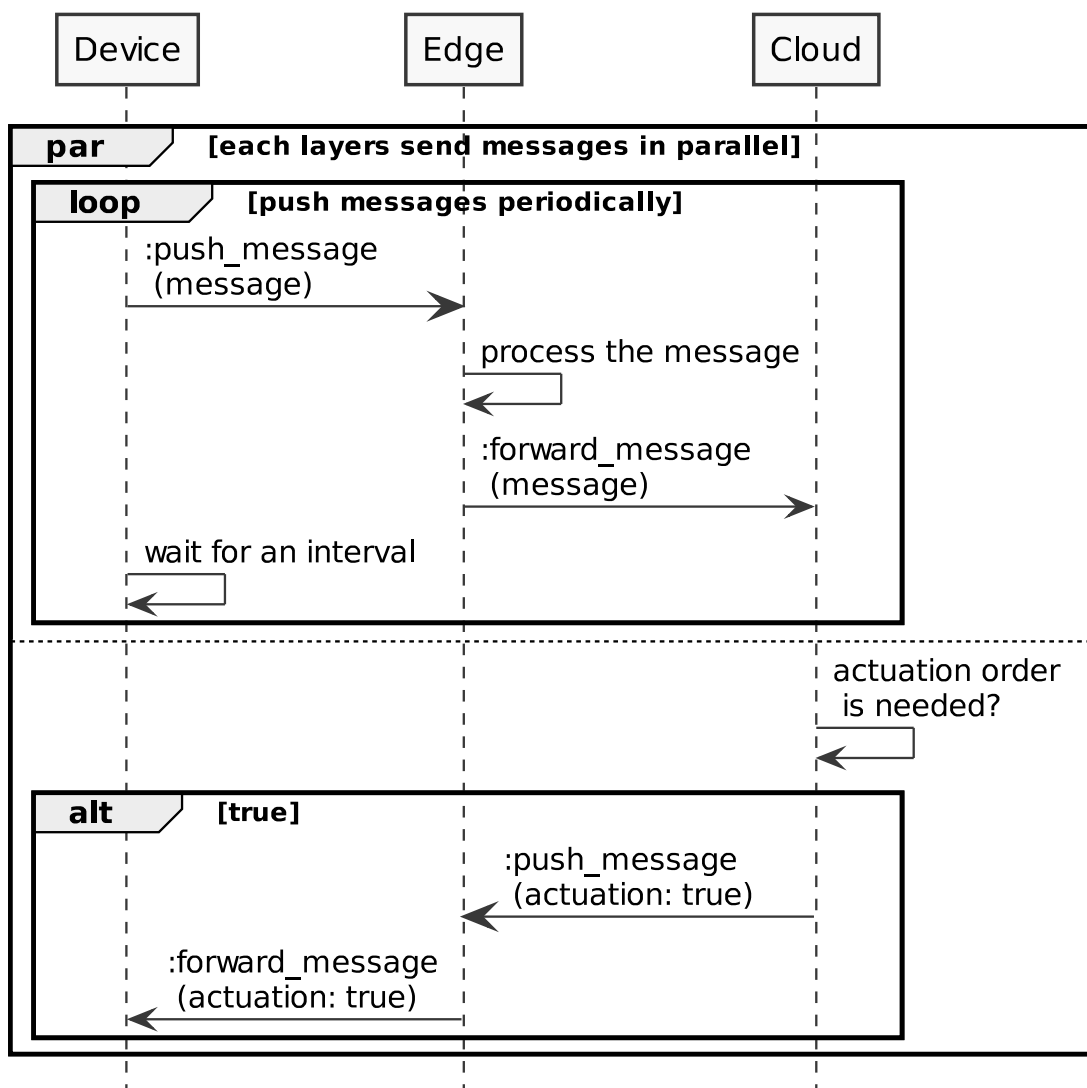 Device Edge Cloud
par [each layers send messages in parallel]
loop [push messages periodically]
:push_message
(message)
process the message
:forward_message
(message)
wait for an interval
actuation order
is needed?
alt [true]
:push_message
(actuation: true)
:forward_message
(actuation: true)